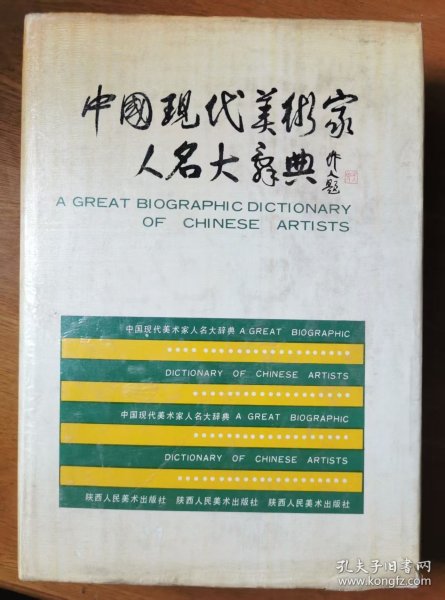 中國現代美術家
人名大辭典 作人题
A GREAT BIOGRAPHIC DICTIONARY
OF CHINESE ARTISTS
中国现代美术家人名大辞典 A GREAT BIOGRAPHIC
DICTIONARY OF CHINESE ARTISTS
中国现代美术家人名大辞典 A GREAT BIOGRAPHIC
DICTIONARY OF CHINESE ARTISTS
陕西人民美术出版社 陕西人民美术出版社 陕西人民美术出版社
孔夫子旧书网
www.kongfz.com